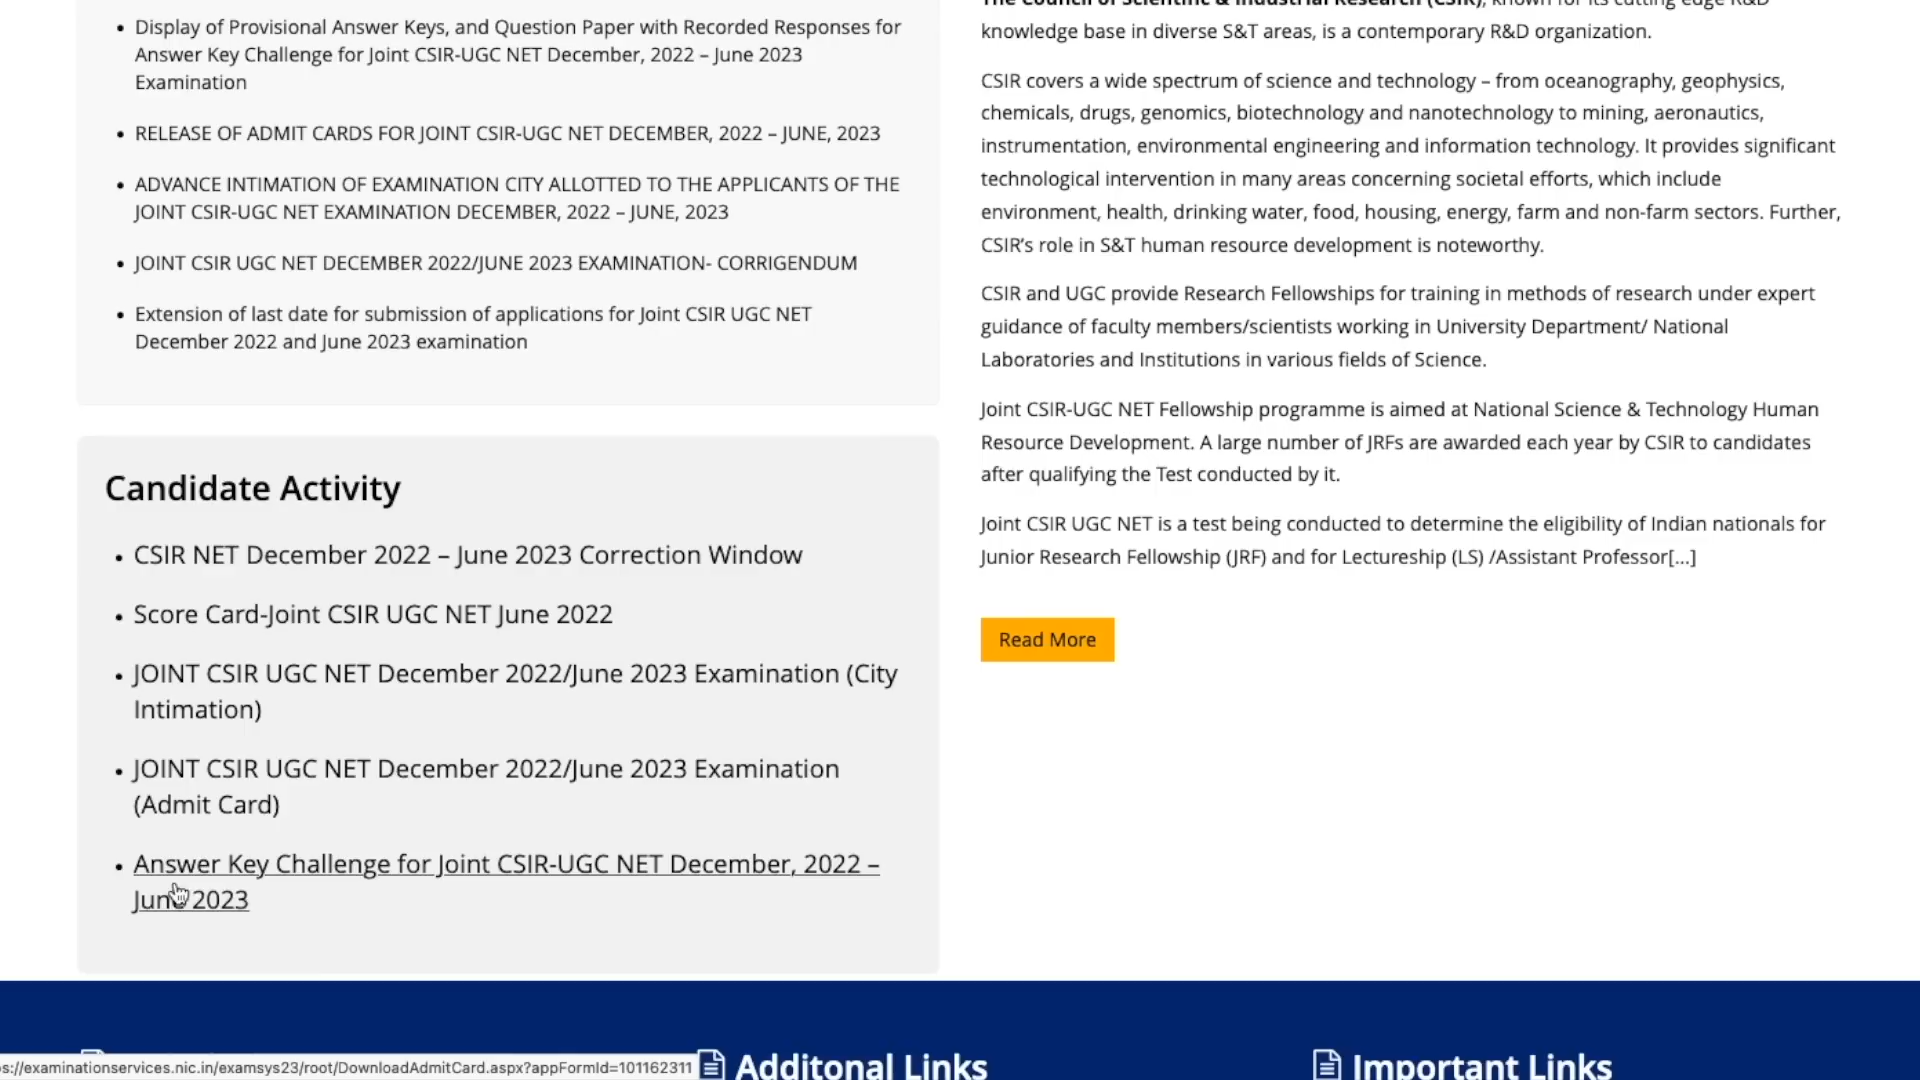 Display of Provisional Answer Keys, and Question Paper with Recorded Responses for
Answer Key Challenge for Joint CSIR-UGC NET December, 2022 – June 2023
Examination
RELEASE OF ADMIT CARDS FOR JOINT CSIR-UGC NET DECEMBER, 2022 – JUNE, 2023
ADVANCE INTIMATION OF EXAMINATION CITY ALLOTTED TO THE APPLICANTS OF THE
JOINT CSIR-UGC NET EXAMINATION DECEMBER, 2022 – JUNE, 2023
JOINT CSIR UGC NET DECEMBER 2022/JUNE 2023 EXAMINATION- CORRIGENDUM
Extension of last date for submission of applications for Joint CSIR UGC NET
December 2022 and June 2023 examination
Candidate Activity
CSIR NET December 2022 – June 2023 Correction Window
Score Card-Joint CSIR UGC NET June 2022
JOINT CSIR UGC NET December 2022/June 2023 Examination (City
Intimation)
JOINT CSIR UGC NET December 2022/June 2023 Examination
(Admit Card)
Answer Key Challenge for Joint CSIR-UGC NET December, 2022 –
June 2023
The Council of Scientific & Industrial Research (CSIR), known for its cutting edge R&D
knowledge base in diverse S&T areas, is a contemporary R&D organization.
CSIR covers a wide spectrum of science and technology – from oceanography, geophysics,
chemicals, drugs, genomics, biotechnology and nanotechnology to mining, aeronautics,
instrumentation, environmental engineering and information technology. It provides significant
technological intervention in many areas concerning societal efforts, which include
environment, health, drinking water, food, housing, energy, farm and non-farm sectors. Further,
CSIR's role in S&T human resource development is noteworthy.
CSIR and UGC provide Research Fellowships for training in methods of research under expert
guidance of faculty members/scientists working in University Department/ National
Laboratories and Institutions in various fields of Science.
Joint CSIR-UGC NET Fellowship programme is aimed at National Science & Technology Human
Resource Development. A large number of JRFs are awarded each year by CSIR to candidates
after qualifying the Test conducted by it.
Joint CSIR UGC NET is a test being conducted to determine the eligibility of Indian nationals for
Junior Research Fellowship (JRF) and for Lectureship (LS) /Assistant Professor[...]
Read More
s://examinationservices.nic.in/examsys23/root/DownloadAdmitCard.aspx?appFormId=101162311
Additonal Links
Important Links